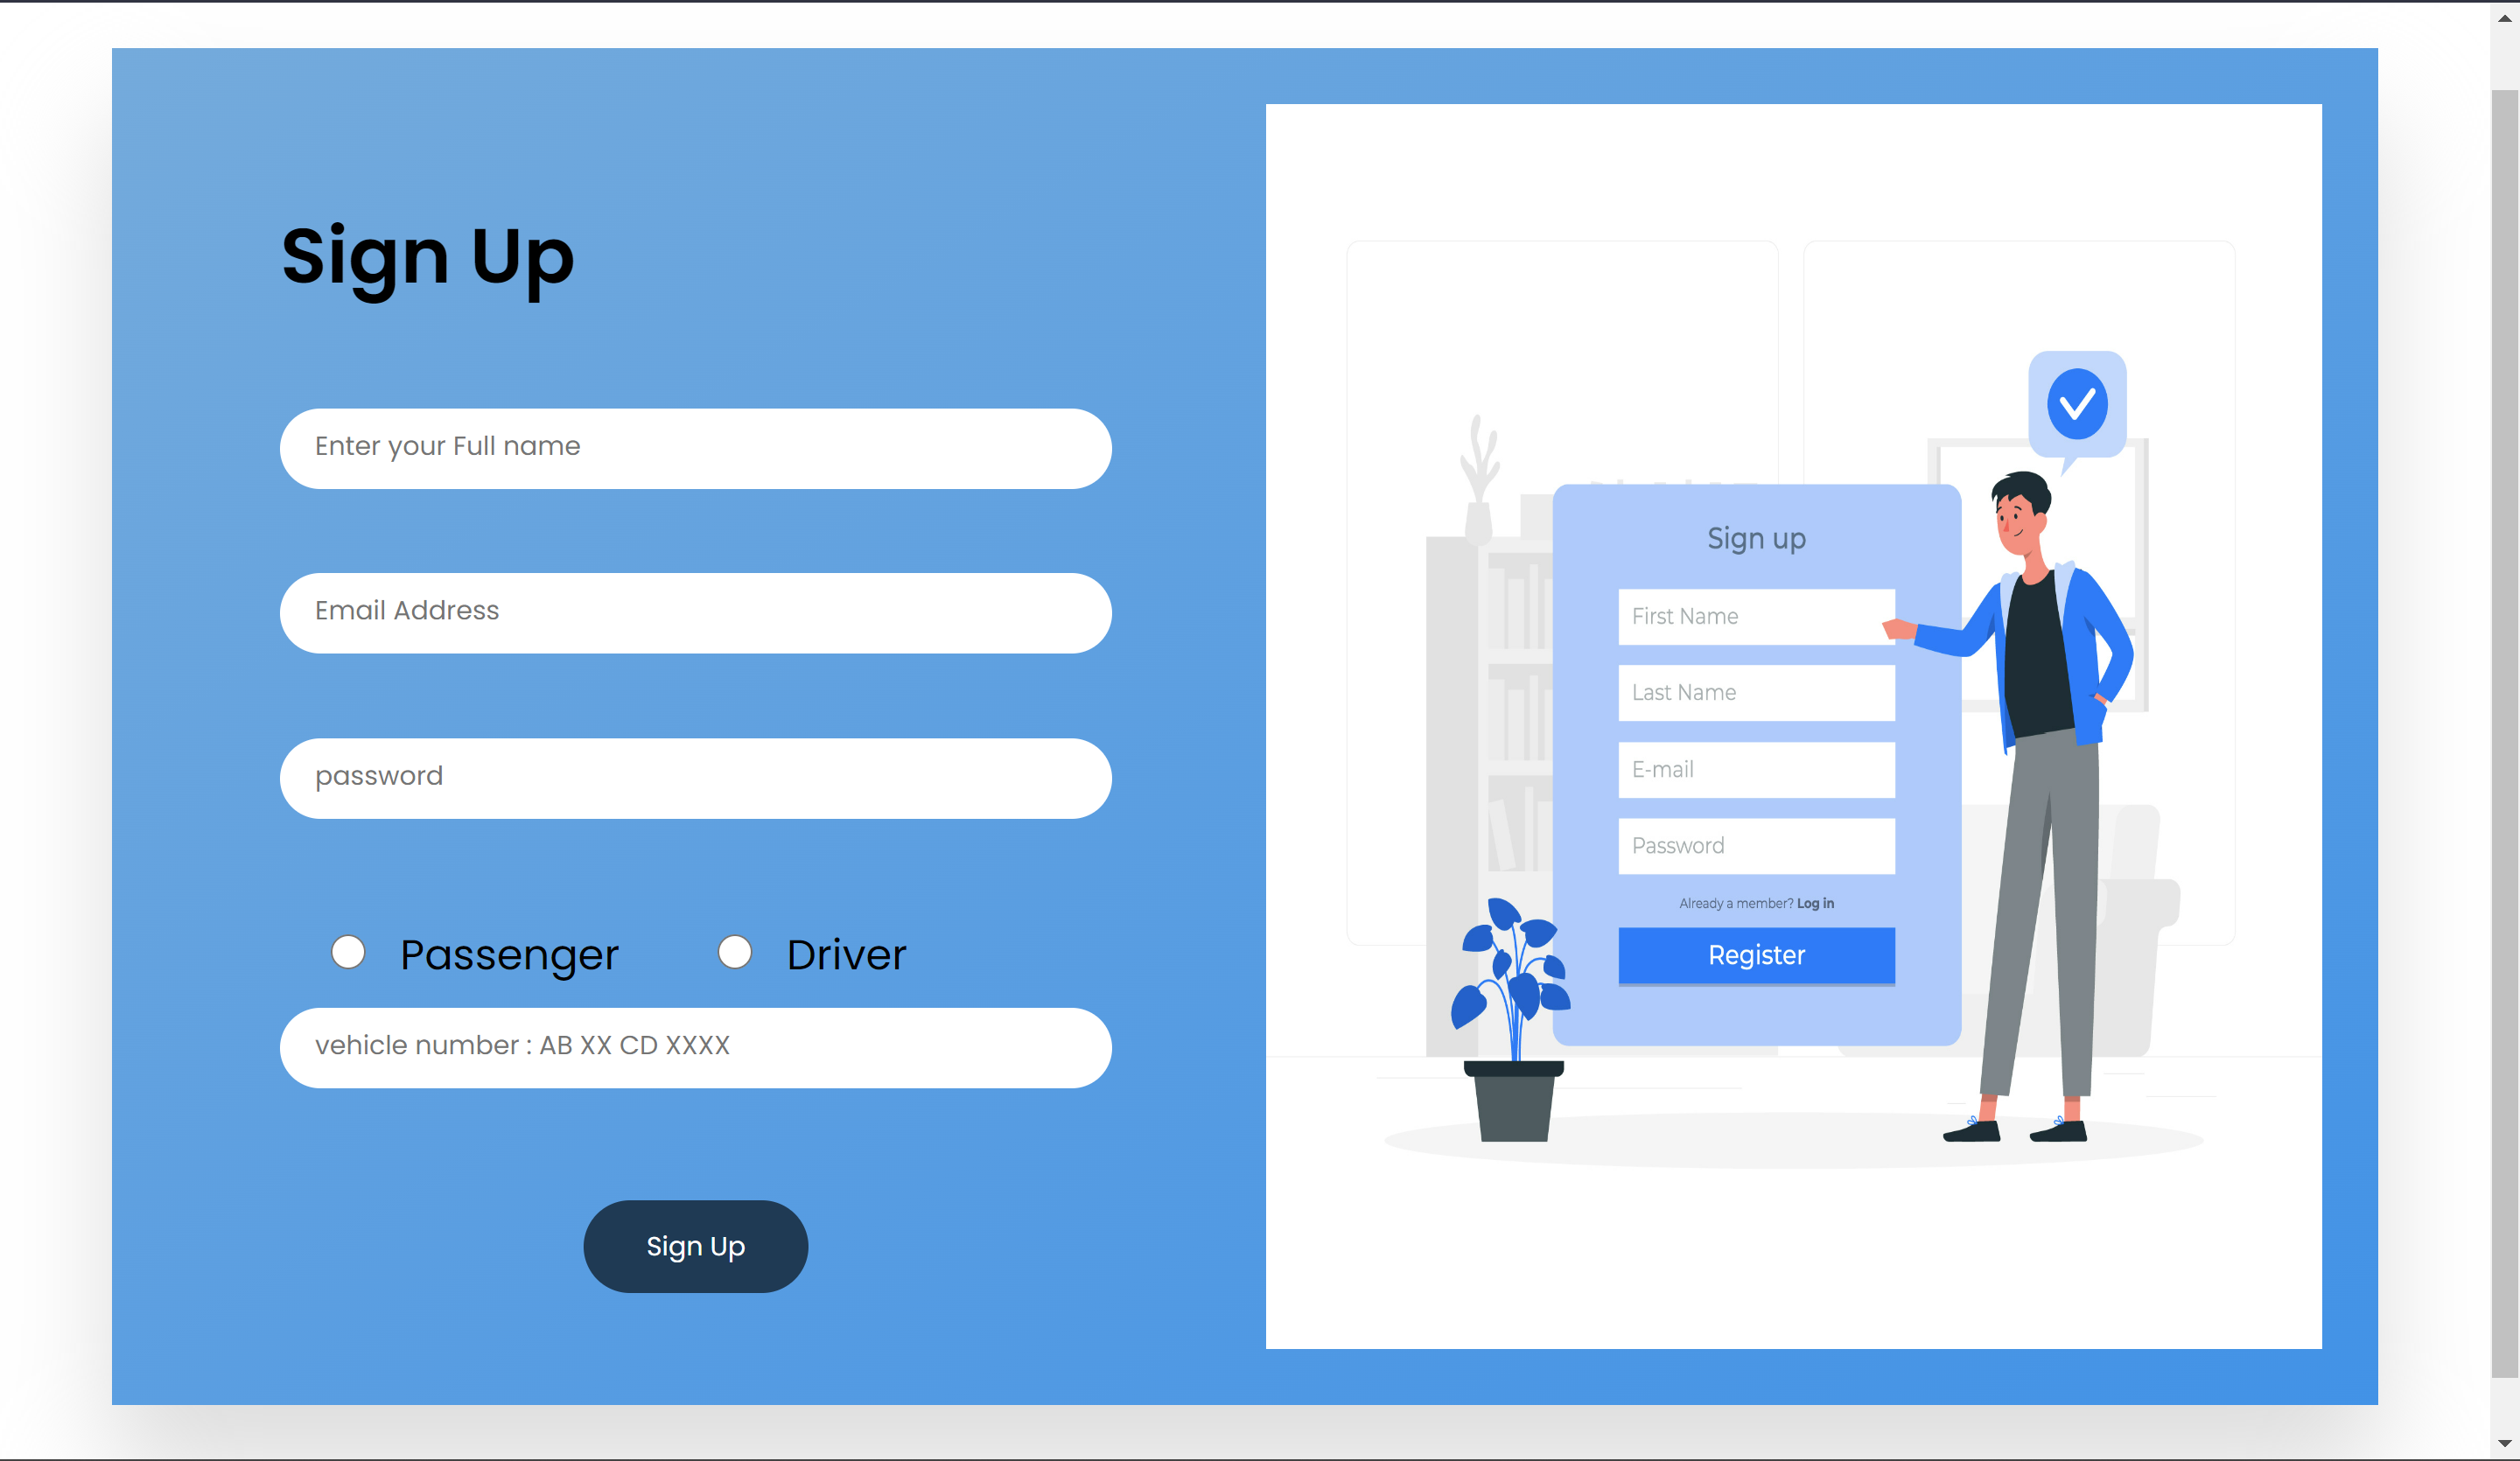 Sign Up
Enter your Full name
Email Address
password
Passenger
Driver
vehicle number : AB XX CD XXXX
Sign Up
Sign up
First Name
Last Name
E-mail
Password
Already a member? Log in
Register